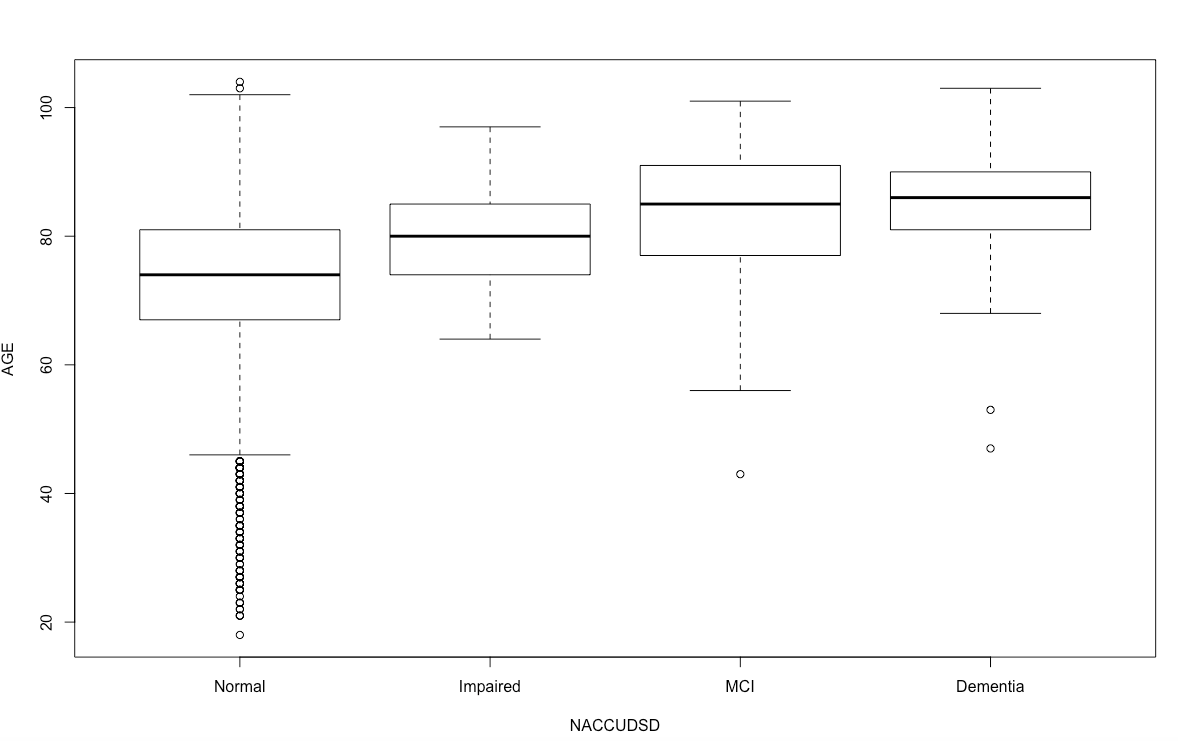 AGE
100
80
60
40
20
Normal Impaired MCI Dementia
NACCUDSD